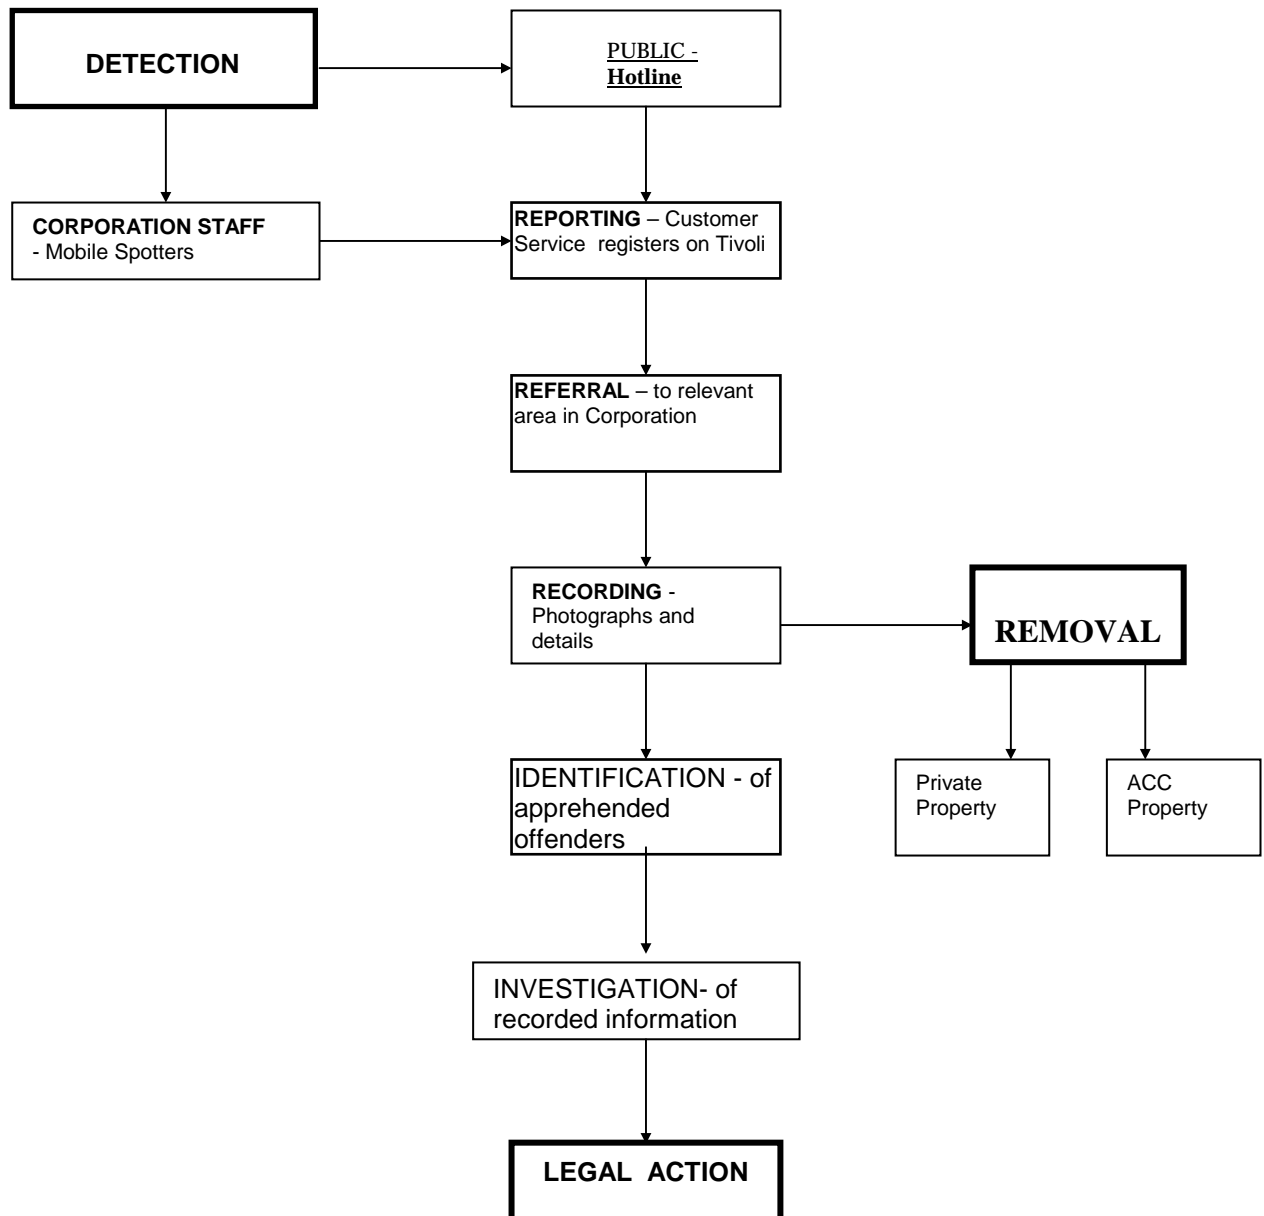 DETECTION
PUBLIC -
Hotline
CORPORATION STAFF
- Mobile Spotters
REPORTING – Customer
Service registers on Tivoli
REFERRAL – to relevant
area in Corporation
RECORDING -
Photographs and
details
REMOVAL
IDENTIFICATION - of
apprehended
offenders
Private
Property
ACC
Property
INVESTIGATION- of
recorded information
LEGAL ACTION